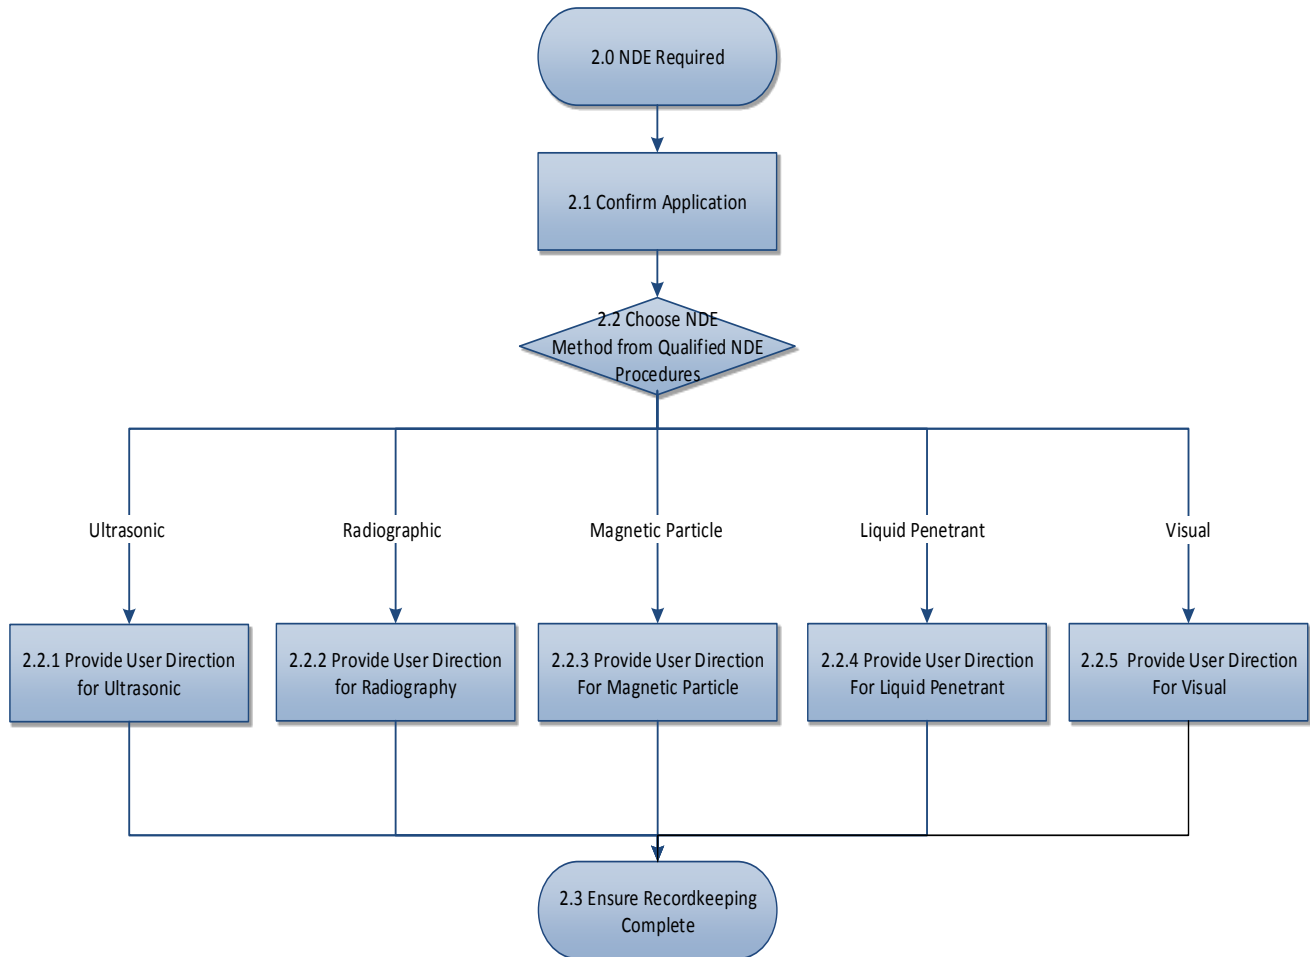 2.0 NDE Required
2.1 Confirm Application
2.2 Choose NDE
Method from Qualified NDE
Procedures
Ultrasonic
Radiographic
Magnetic Particle
Liquid Penetrant
Visual
2.2.1 Provide User Direction
for Ultrasonic
2.2.2 Provide User Direction
for Radiography
2.2.3 Provide User Direction
For Magnetic Particle
2.2.4 Provide User Direction
For Liquid Penetrant
2.2.5 Provide User Direction
For Visual
2.3 Ensure Recordkeeping
Complete